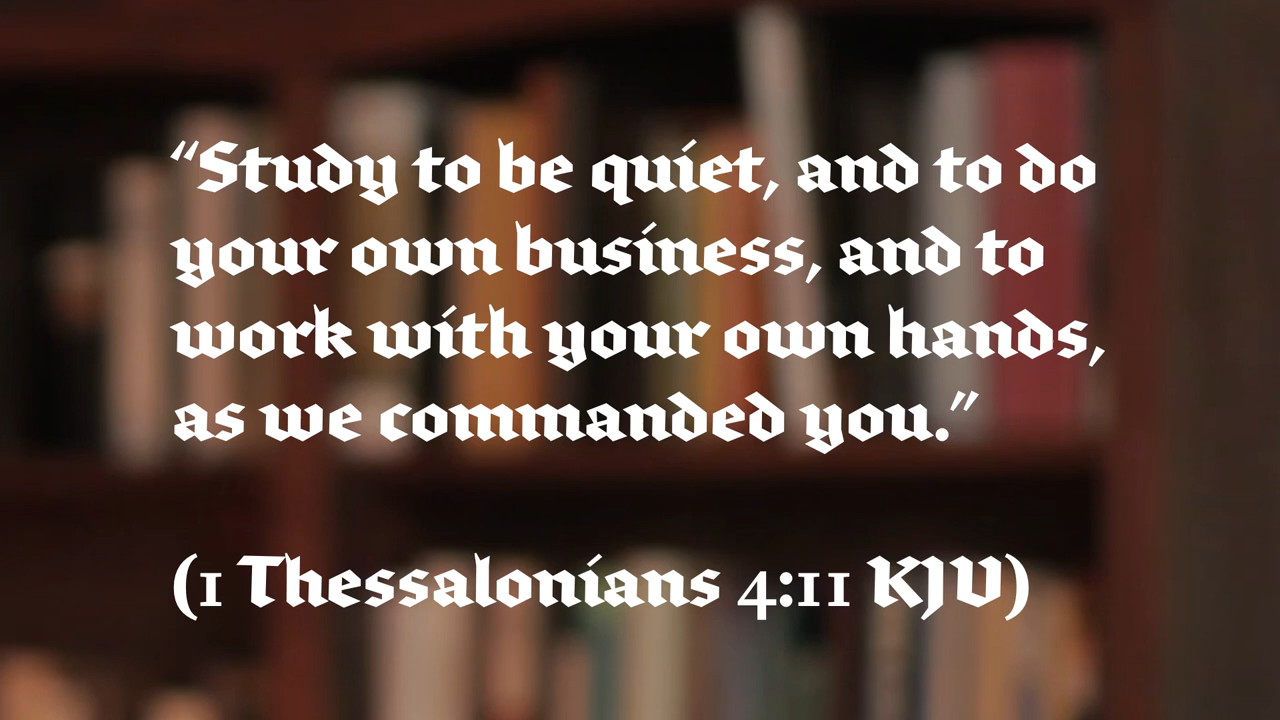 “Study to be quiet, and to do
your own business, and to
work with your own hands,
as we commanded you.”
(1 Thessalonians 4:11 KJV)